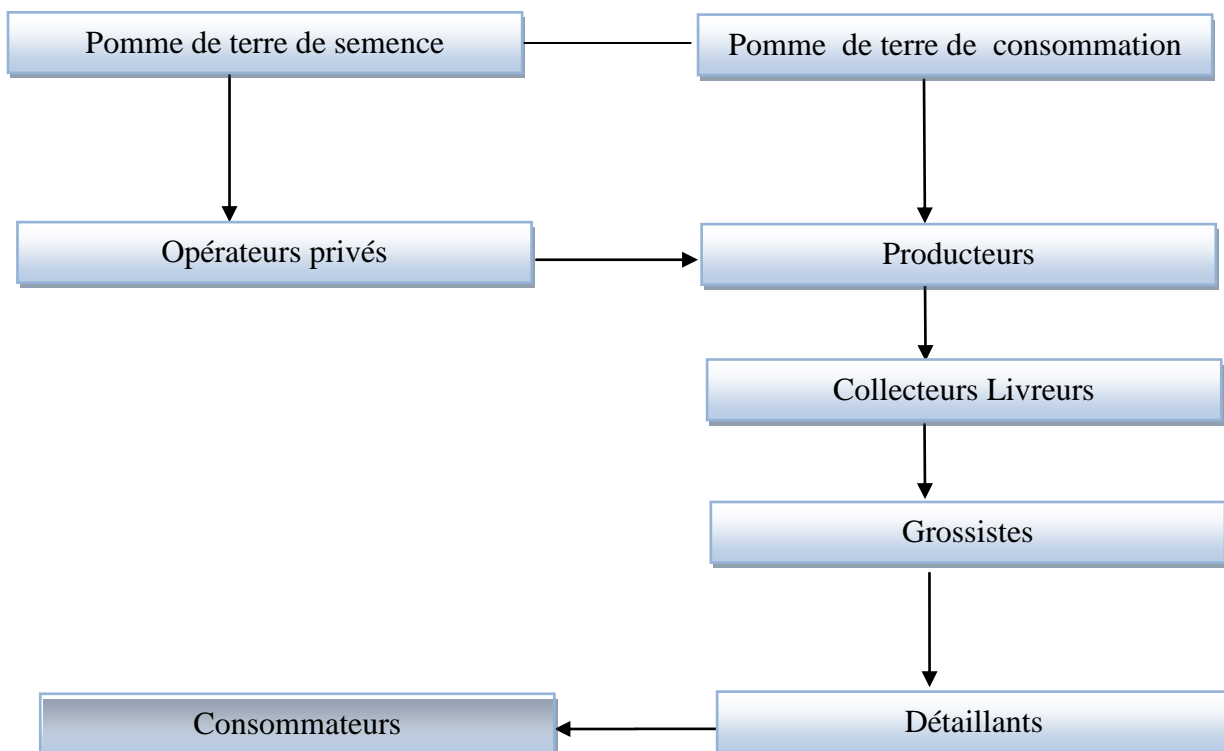 Pomme de terre de semence
Pomme de terre de consommation
Opérateurs privés
Producteurs
Collecteurs Livreurs
Grossistes
Consommateurs
Détaillants